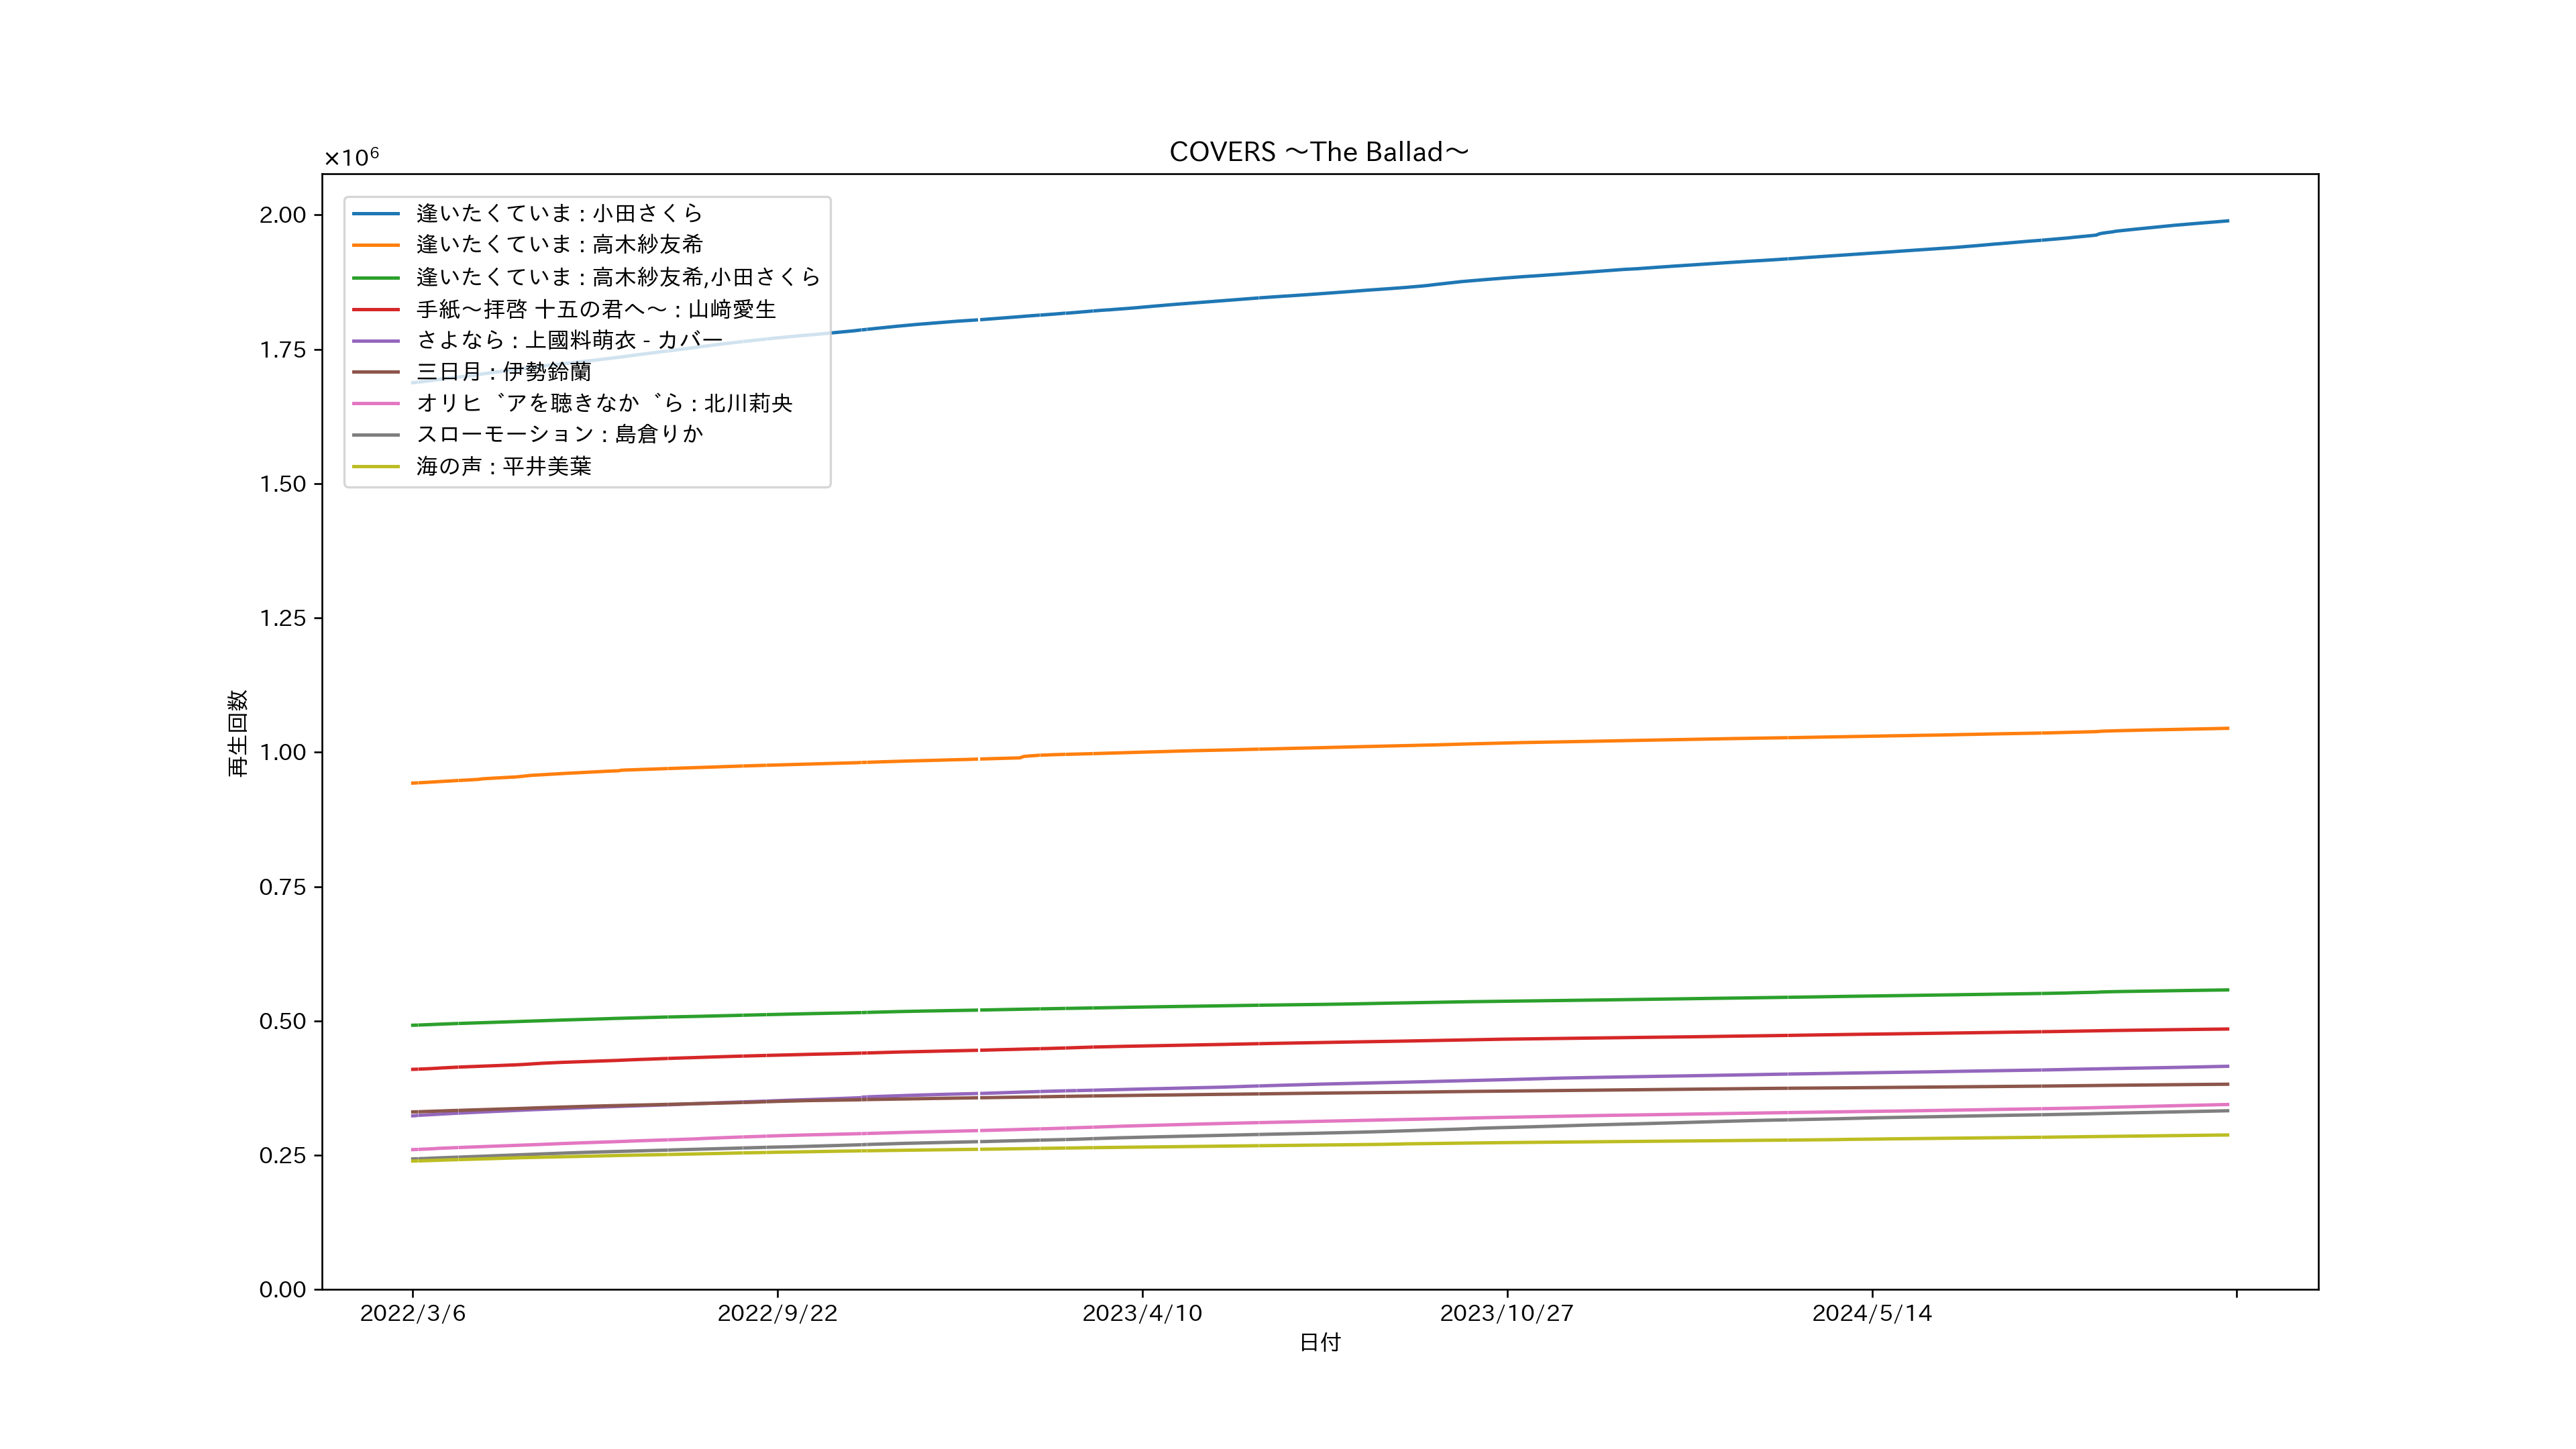 COVERS ～The Ballad～
×10⁶
2.00
1.75
1.50
1.25
1.00
0.75
0.50
0.25
0.00
再生回数
逢いたくていま : 小田さくら
逢いたくていま : 高木紗友希
逢いたくていま : 高木紗友希,小田さくら
手紙～拝啓 十五の君へ～ : 山﨑愛生
さよなら : 上國料萌衣 - カバー
三日月 : 伊勢鈴蘭
オリヒ゛アを聴きなか゛ら : 北川莉央
スローモーション : 島倉りか
海の声 : 平井美葉
2022/3/6
2022/9/22
2023/4/10
2023/10/27
2024/5/14
日付